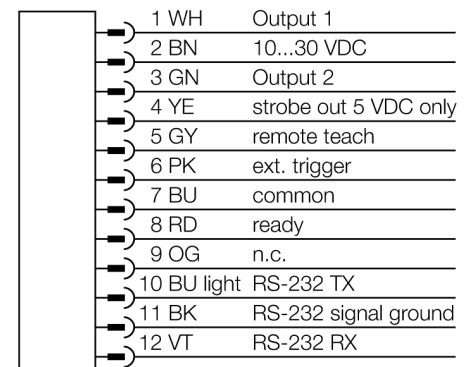 1 WH Output 1
2 BN 10...30 VDC
3 GN Output 2
4 YE strobe out 5 VDC only
5 GY remote teach
6 PK ext. trigger
7 BU common
8 RD ready
9 OG n.c.
10 BU light RS-232 TX
11 BK RS-232 signal ground
12 VT RS-232 RX